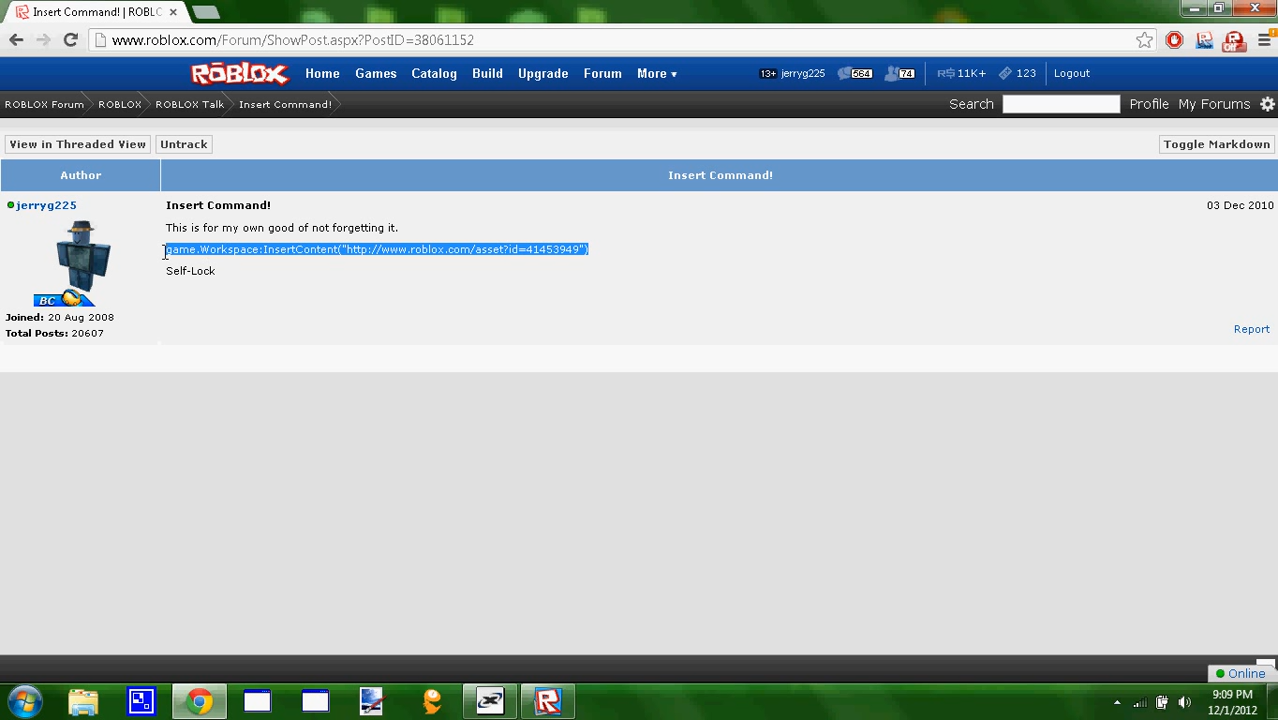 Insert Command! | ROBLO
www.roblox.com/Forum/ShowPost.aspx?PostID=38061152
Off
ROBLOX Home Games Catalog Build Upgrade Forum More 13+ jerryg225 564 74 R$ 11K+ 123 Logout
ROBLOX Forum ROBLOX ROBLOX Talk Insert Command! Search Profile My Forums
View in Threaded View Untrack Toggle Markdown
Author Insert Command!
jerryg225 Insert Command! 03 Dec 2010
This is for my own good of not forgetting it.
game.Workspace:InsertContent("http://www.roblox.com/asset?id=41453949")
Self-Lock
BC
Joined: 20 Aug 2008
Total Posts: 20607
Report
Online
9:09 PM
12/1/2012